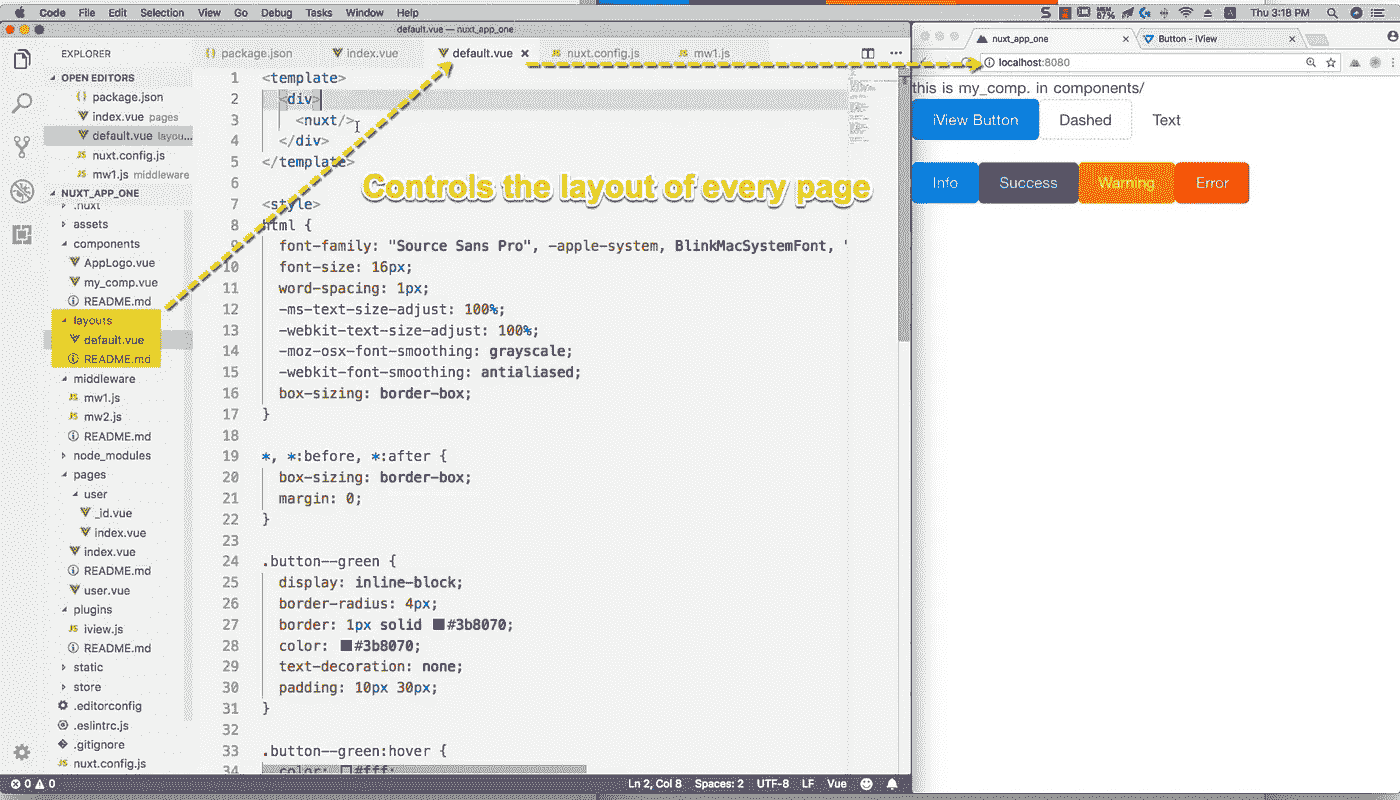 Code File Edit Selection View Go Debug Tasks Window Help
Thu 3:18 PM
default.vue — nuxt_app_one
EXPLORER
OPEN EDITORS
package.json
index.vue pages
default.vue layou...
nuxt.config.js
mw1.js middleware
NUXT_APP_ONE
.nuxt
assets
components
AppLogo.vue
my_comp.vue
README.md
layouts
default.vue
README.md
middleware
mw1.js
mw2.js
README.md
node_modules
pages
user
_id.vue
index.vue
index.vue
README.md
user.vue
plugins
iview.js
README.md
static
store
.editorconfig
.eslintrc.js
.gitignore
nuxt.config.js
package.json index.vue default.vue nuxt.config.js mw1.js
1 <template>
2 <div>
3 <nuxt/>
4 </div>
5 </template>
6
7 <style>
8 html {
9 font-family: "Source Sans Pro", -apple-system, BlinkMacSystemFont, '
10 font-size: 16px;
11 word-spacing: 1px;
12 -ms-text-size-adjust: 100%;
13 -webkit-text-size-adjust: 100%;
14 -moz-osx-font-smoothing: grayscale;
15 -webkit-font-smoothing: antialiased;
16 box-sizing: border-box;
17 }
18
19 *, *:before, *:after {
20 box-sizing: border-box;
21 margin: 0;
22 }
23
24 .button--green {
25 display: inline-block;
26 border-radius: 4px;
27 border: 1px solid #3b8070;
28 color: #3b8070;
29 text-decoration: none;
30 padding: 10px 30px;
31 }
32
33 .button--green:hover {
34 color: #fff;
Controls the layout of every page
0 0
Ln 2, Col 8 Spaces: 2 UTF-8 LF Vue
nuxt_app_one Button - iView
localhost:8080
this is my_comp. in components/
iView Button Dashed Text
Info Success Warning Error